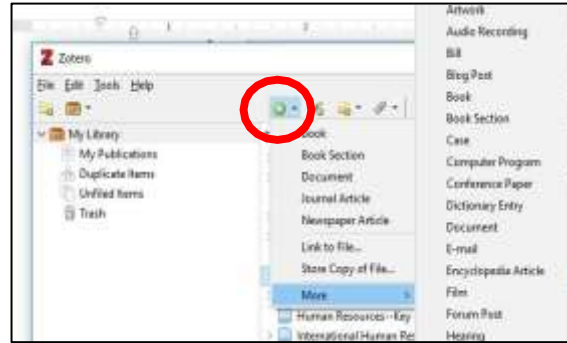 Zotero
File Edit Tools Help
My Library
My Publications
Duplicate Items
Unfiled Items
Trash
Book
Book Section
Document
Journal Article
Newspaper Article
Link to File...
Store Copy of File...
More
Human Resources--Key
International Human Res
Artwork
Audio Recording
Bill
Blog Post
Book
Book Section
Case
Computer Program
Conference Paper
Dictionary Entry
Document
E-mail
Encyclopedia Article
Film
Forum Post
Hearing